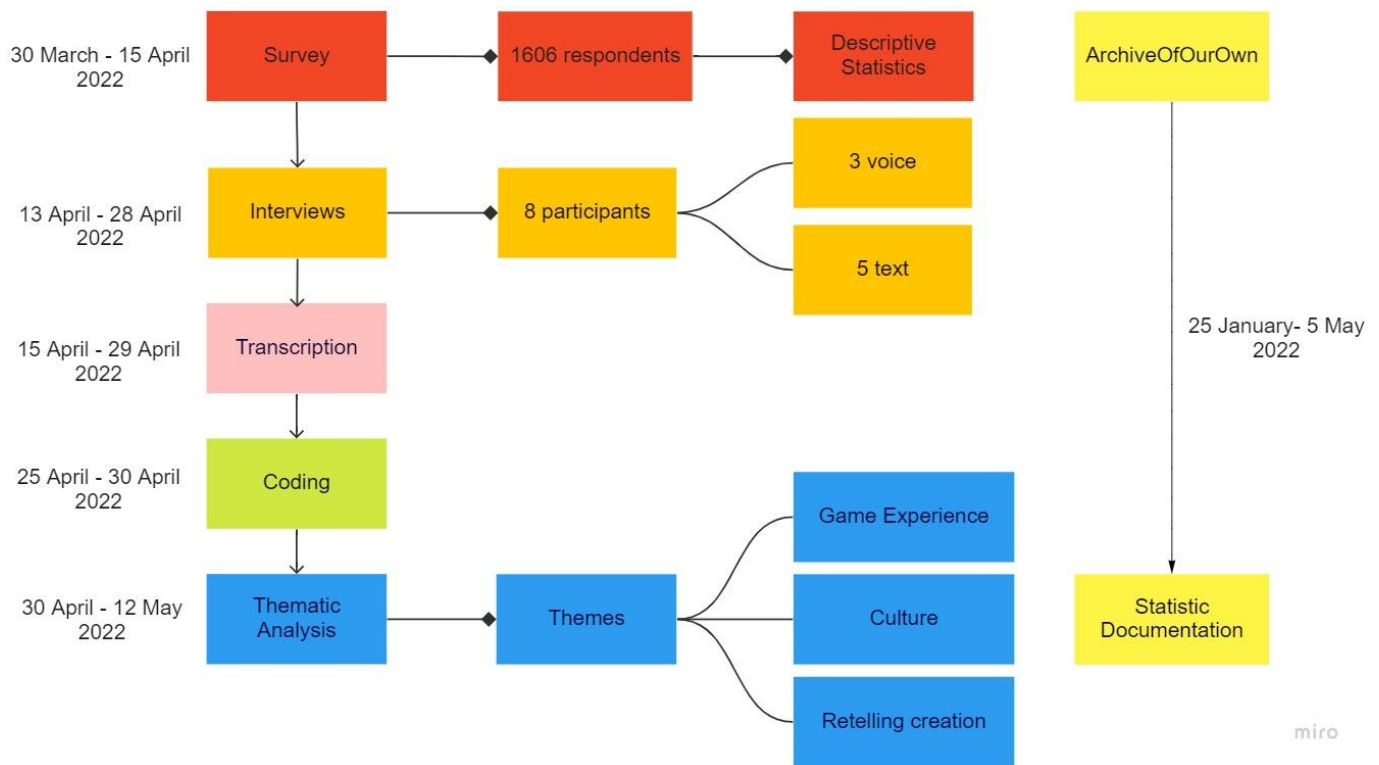 30 March - 15 April
2022
Survey
1606 respondents
Descriptive
Statistics
ArchiveOfOurOwn
13 April - 28 April
2022
Interviews
8 participants
3 voice
5 text
15 April - 29 April
2022
Transcription
25 January- 5 May
2022
25 April - 30 April
2022
Coding
30 April - 12 May
2022
Thematic
Analysis
Themes
Game Experience
Culture
Retelling creation
Statistic
Documentation
miro